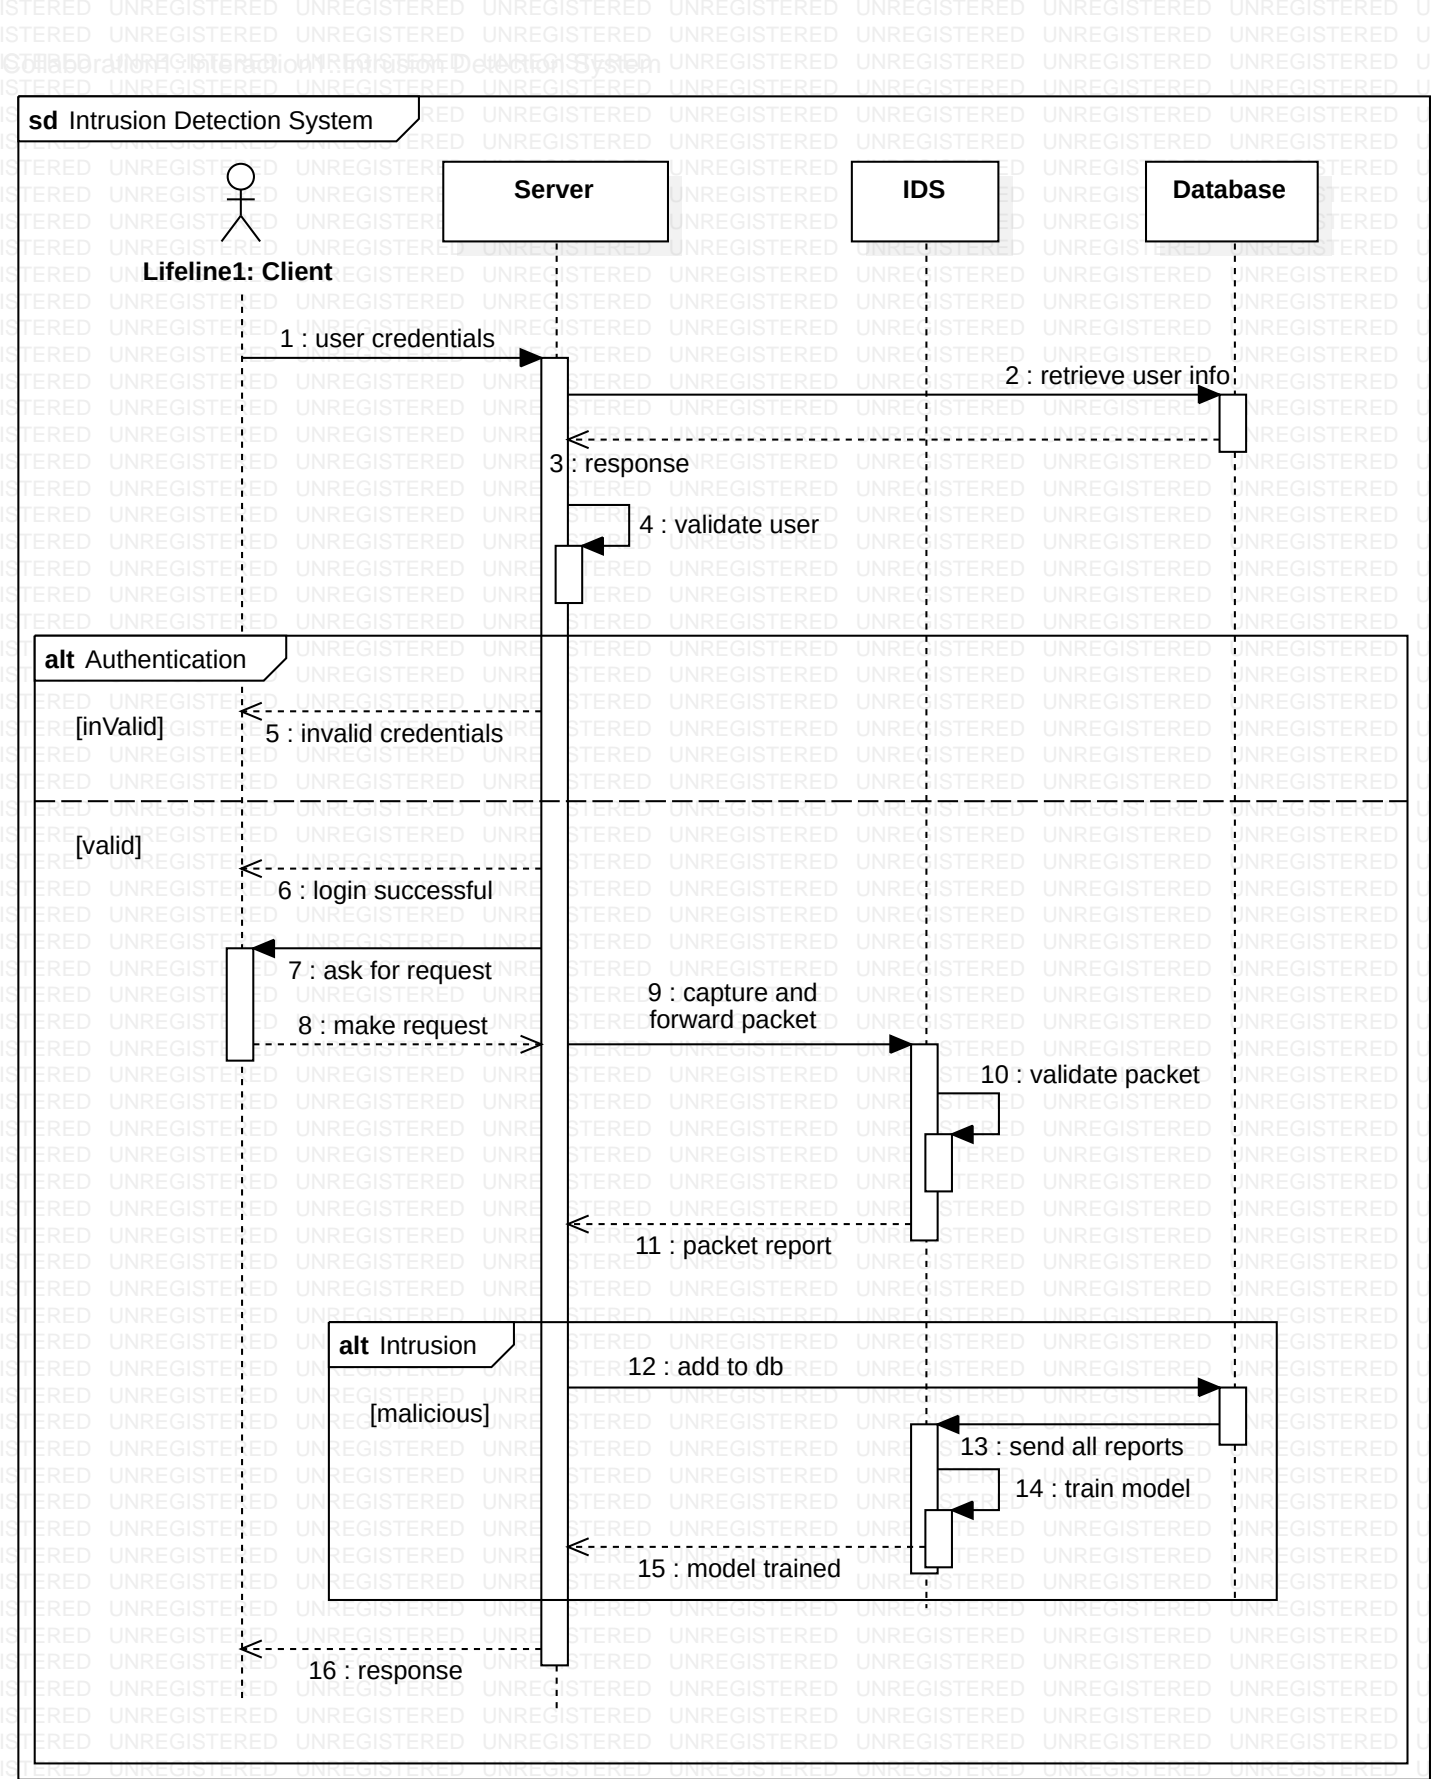 Collaboration1::Interaction1::Intrusion Detection System
sd Intrusion Detection System
Server
IDS
Database
Lifeline1: Client
1 : user credentials
2 : retrieve user info
3 : response
4 : validate user
alt Authentication
[inValid]
5 : invalid credentials
[valid]
6 : login successful
7 : ask for request
8 : make request
9 : capture and
forward packet
10 : validate packet
11 : packet report
alt Intrusion
12 : add to db
[malicious]
13 : send all reports
14 : train model
15 : model trained
16 : response
UNREGISTERED